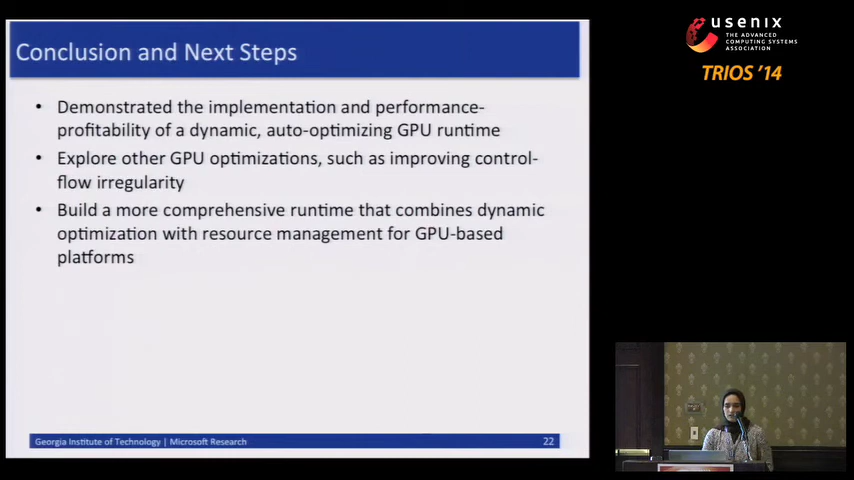 Conclusion and Next Steps
• Demonstrated the implementation and performance-
profitability of a dynamic, auto-optimizing GPU runtime
• Explore other GPU optimizations, such as improving control-
flow irregularity
• Build a more comprehensive runtime that combines dynamic
optimization with resource management for GPU-based
platforms
Georgia Institute of Technology | Microsoft Research 22
usenix
THE ADVANCED
COMPUTING SYSTEMS
ASSOCIATION
TRIOS '14